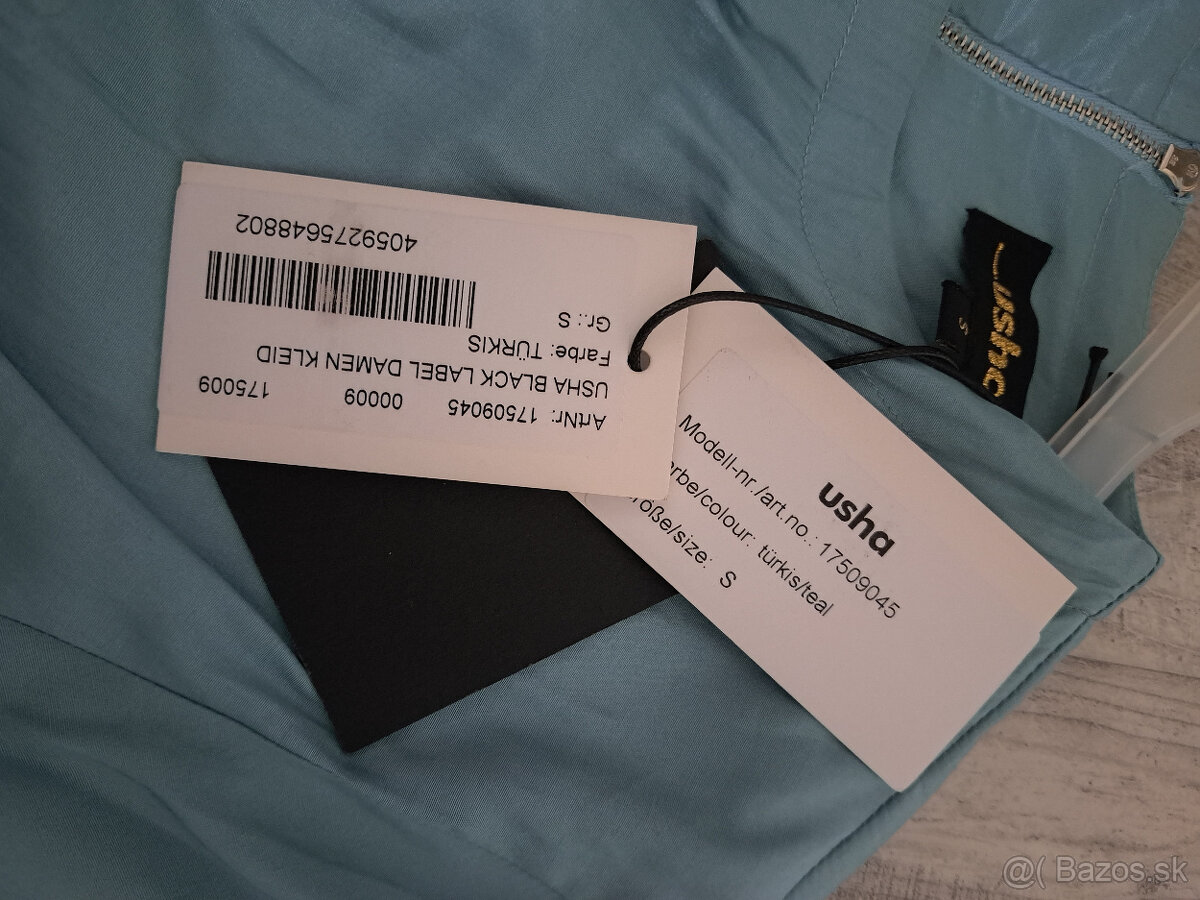 ArtNr: 17509045 00009 175009
USHA BLACK LABEL DAMEN KLEID
Farbe: TÜRKIS
Gr.: S
4059275648802
usha
Modell-nr./art.no.: 17509045
arbe/colour: türkis/teal
röße/size: S
usha
S
@( Bazos.sk